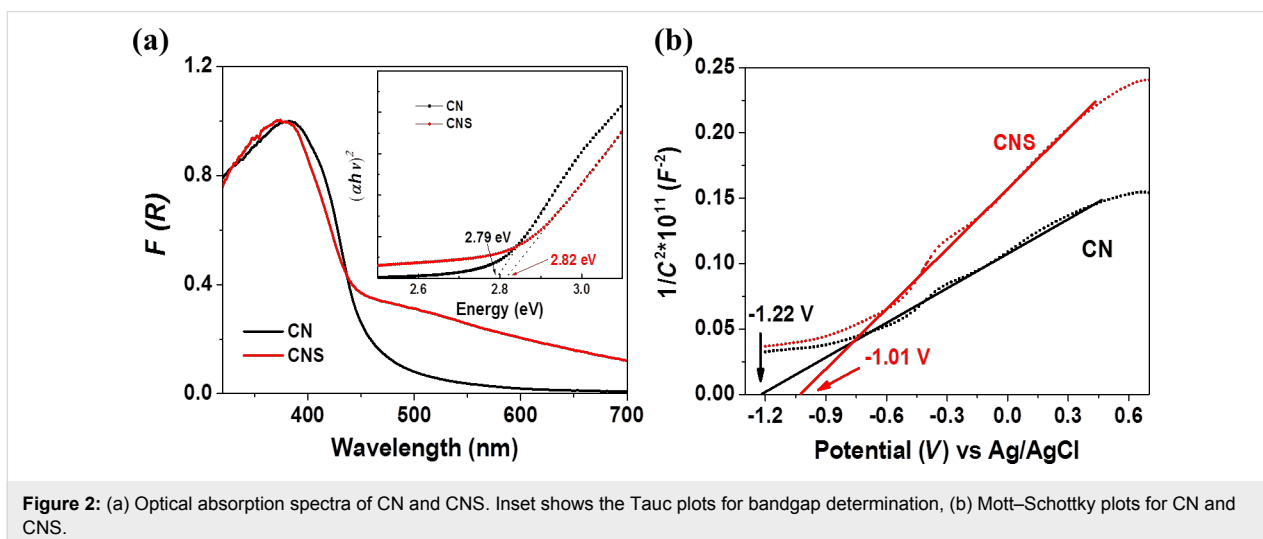 (a)
1.2
0.8
0.4
0.0
F (R)
400
500
600
700
Wavelength (nm)
CN
CNS
CN
CNS
(αhν)²
2.79 eV
2.82 eV
2.6
2.8
3.0
Energy (eV)
(b)
0.25
0.20
0.15
0.10
0.05
0.00
1/C²*10¹¹ (F⁻²)
CNS
CN
-1.22 V
-1.01 V
-1.2
-0.9
-0.6
-0.3
0.0
0.3
0.6
Potential (V) vs Ag/AgCl
Figure 2: (a) Optical absorption spectra of CN and CNS. Inset shows the Tauc plots for bandgap determination, (b) Mott–Schottky plots for CN and
CNS.